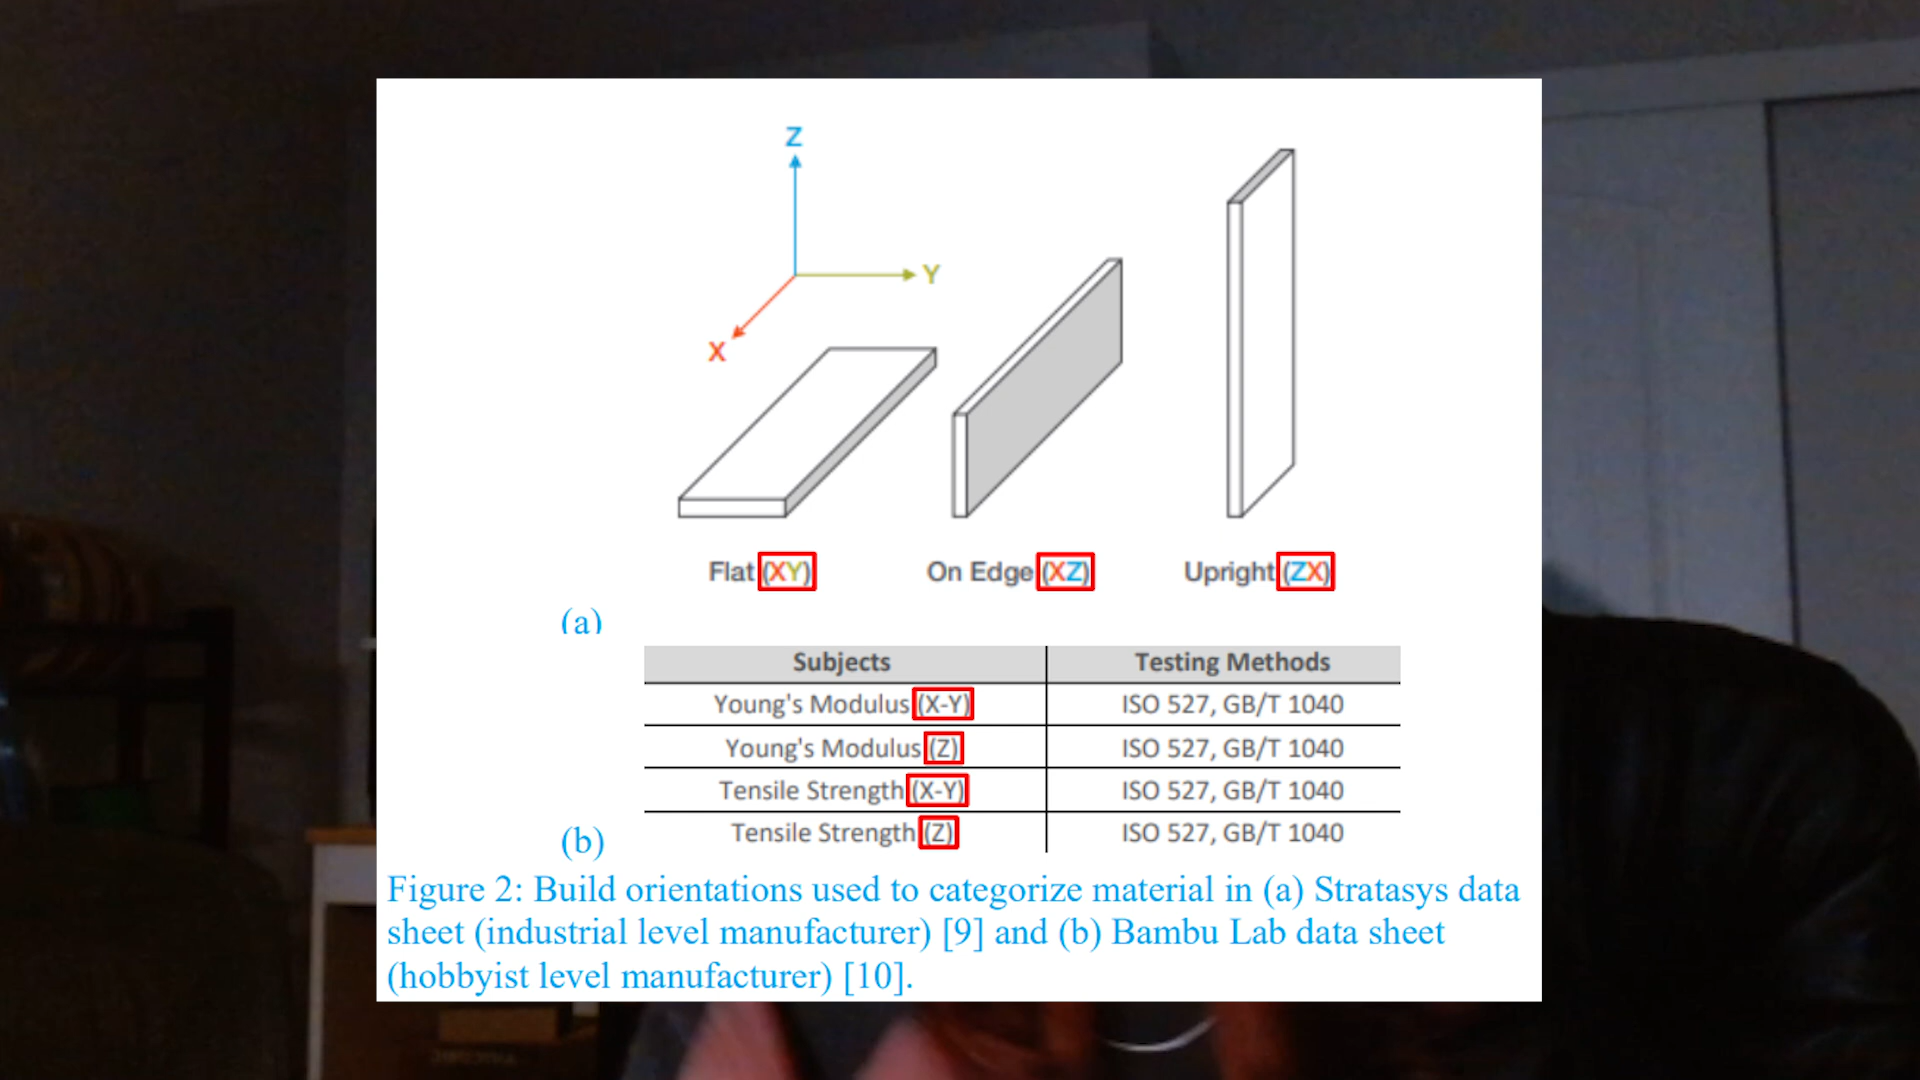 Z
Y
X
Flat (XY)
On Edge (XZ)
Upright (ZX)
(a)
Subjects Testing Methods
Young's Modulus (X-Y) ISO 527, GB/T 1040
Young's Modulus (Z) ISO 527, GB/T 1040
Tensile Strength (X-Y) ISO 527, GB/T 1040
Tensile Strength (Z) ISO 527, GB/T 1040
(b)
Figure 2: Build orientations used to categorize material in (a) Stratasys data
sheet (industrial level manufacturer) [9] and (b) Bambu Lab data sheet
(hobbyist level manufacturer) [10].